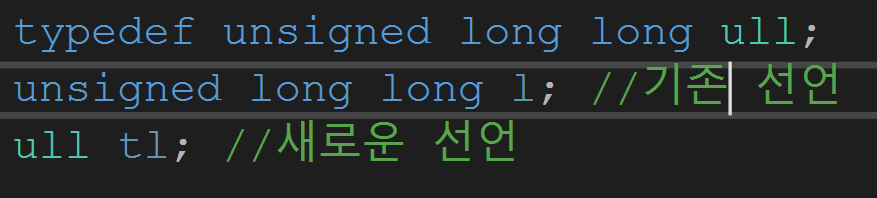 typedef unsigned long long ull;
unsigned long long l; //기존 선언
ull tl; //새로운 선언